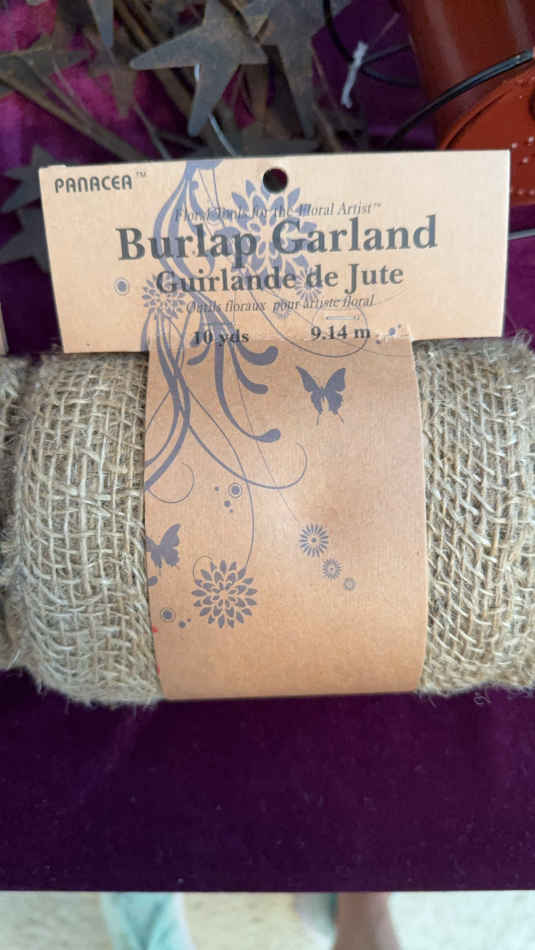 PANACEA™
Floral Tools for the Floral Artist™
Burlap Garland
Guirlande de Jute
Outils floraux pour artiste floral
10 yds 9.14 m